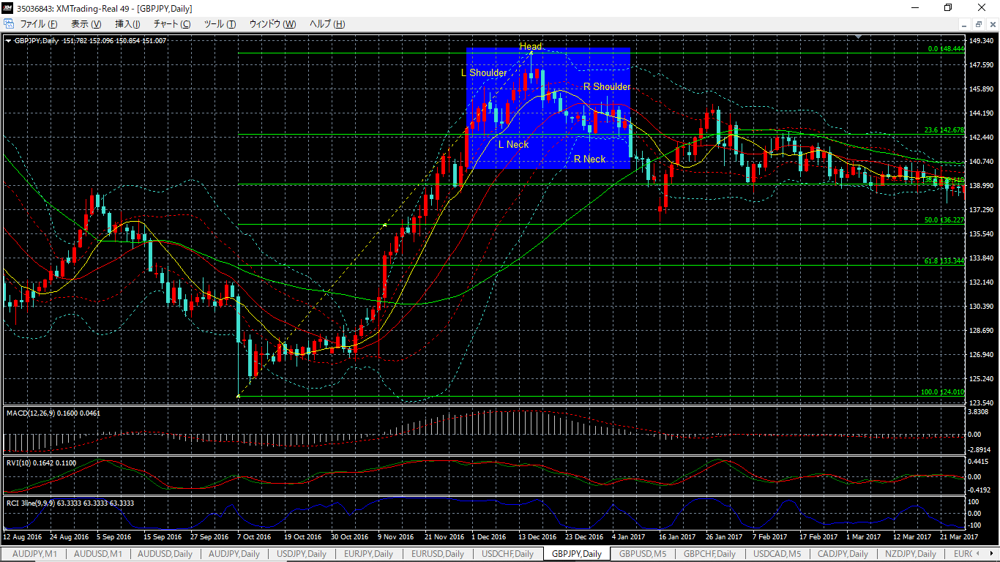 35036843: XMTrading-Real 49 - [GBPJPY,Daily]
ファイル (F) 表示 (V) 挿入(I) チャート (C) ツール (T) ウィンドウ (W) ヘルプ (H)
GBPJPY,Daily 151.782 152.096 150.854 151.007
Head
L Shoulder
R Shoulder
L Neck
R Neck
0.0 148.444
23.6 142.678
50.0 136.227
61.8 133.344
100.0 124.010
149.340
147.590
145.890
144.190
142.440
140.740
138.990
137.290
135.540
133.840
132.140
130.390
128.690
126.940
125.240
123.540
MACD(12,26,9) 0.1600 0.0461
3.8308
0.00
-2.8914
RVI(10) 0.1642 0.1100
0.4415
0.00
-0.4192
RCI 3line(9,9,9) 63.3333 63.3333 63.3333
100
0.00
-100
12 Aug 2016 24 Aug 2016 5 Sep 2016 15 Sep 2016 27 Sep 2016 7 Oct 2016 19 Oct 2016 30 Oct 2016 9 Nov 2016 21 Nov 2016 1 Dec 2016 13 Dec 2016 23 Dec 2016 4 Jan 2017 16 Jan 2017 26 Jan 2017 7 Feb 2017 17 Feb 2017 1 Mar 2017 12 Mar 2017 21 Mar 2017
AUDJPY,M1 AUDUSD,M1 AUDUSD,Daily AUDJPY,Daily USDJPY,Daily EURJPY,Daily EURUSD,Daily USDCHF,Daily GBPJPY,Daily GBPUSD,M5 GBPCHF,Daily USDCAD,M5 CADJPY,Daily NZDJPY,Daily